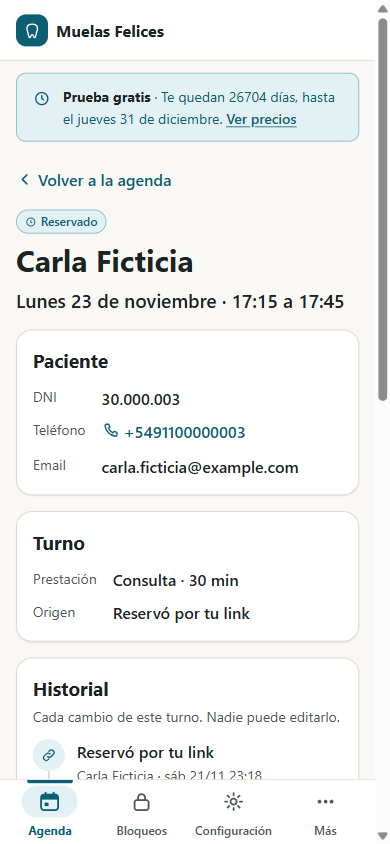 Muelas Felices
Prueba gratis · Te quedan 26704 días, hasta
el jueves 31 de diciembre. Ver precios
Volver a la agenda
Reservado
Carla Ficticia
Lunes 23 de noviembre · 17:15 a 17:45
Paciente
DNI 30.000.003
Teléfono +5491100000003
Email carla.ficticia@example.com
Turno
Prestación Consulta · 30 min
Origen Reservó por tu link
Historial
Cada cambio de este turno. Nadie puede editarlo.
Reservó por tu link
Carla Ficticia · sáb 21/11 23:18
Agenda Bloqueos Configuración Más